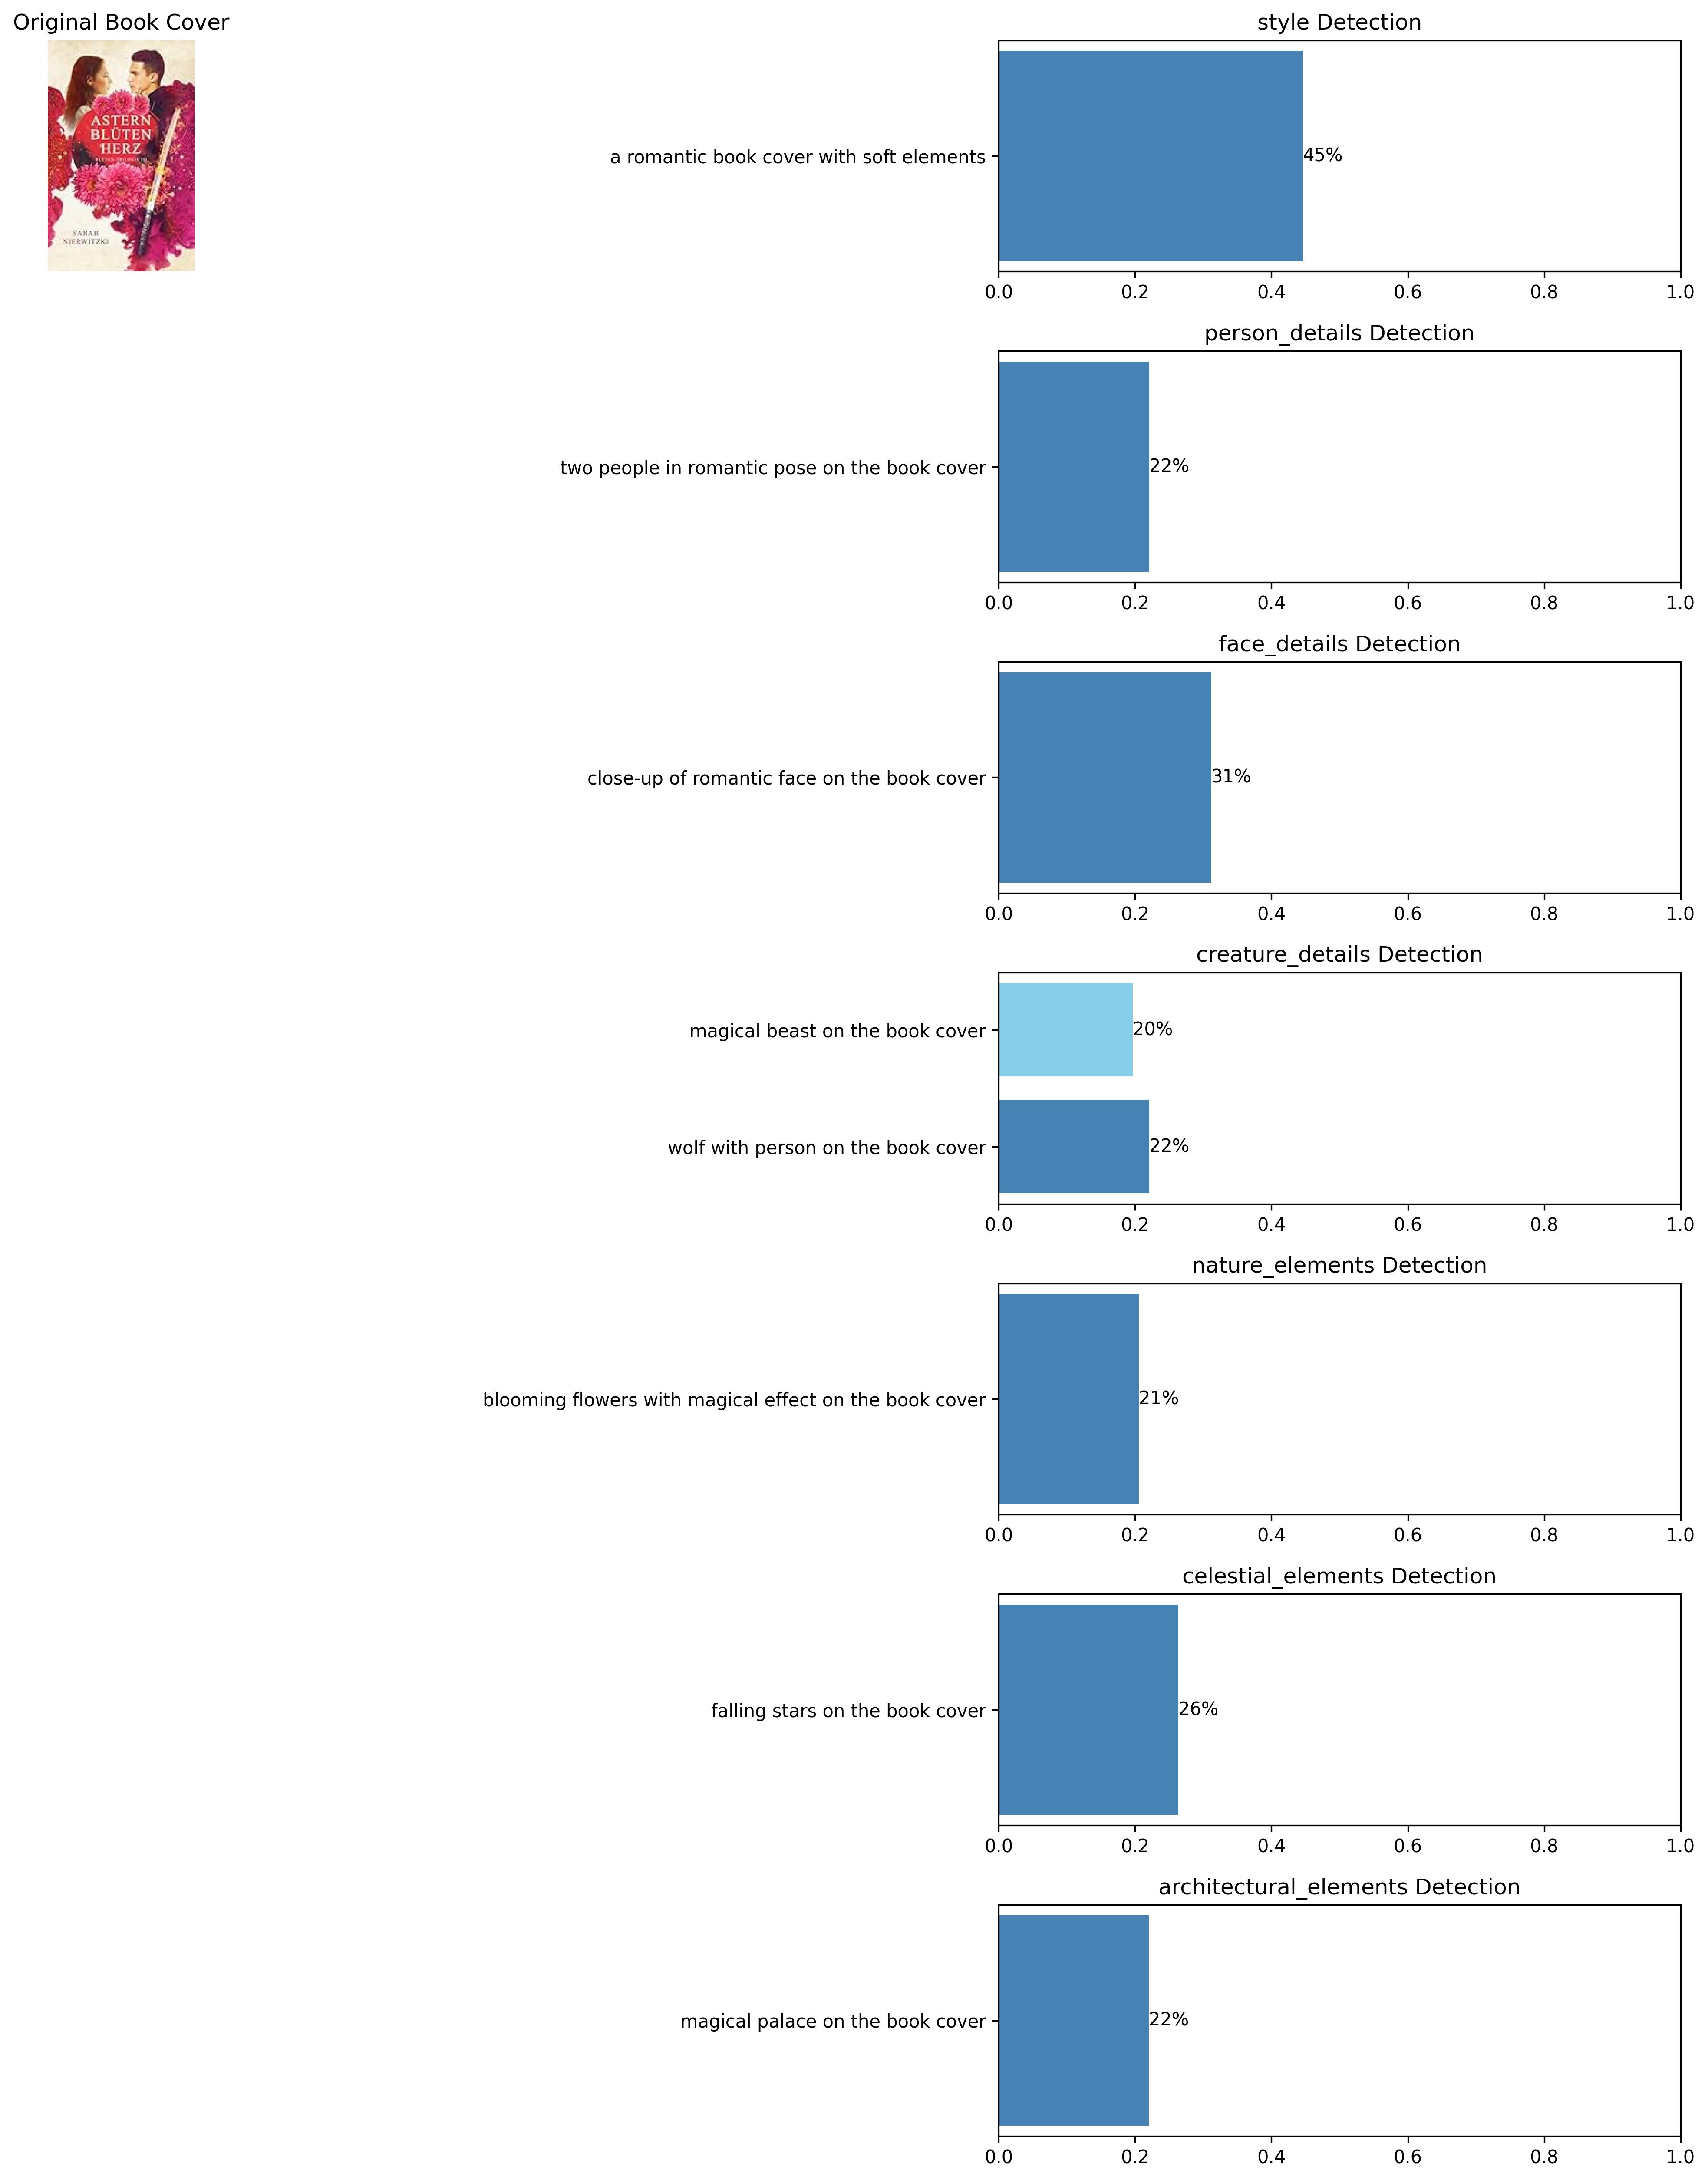 Original Book Cover
ASTERN
BLÜTEN
HERZ
SARAH
NIERWITZKI
style Detection
a romantic book cover with soft elements
45%
0.0 0.2 0.4 0.6 0.8 1.0
person_details Detection
two people in romantic pose on the book cover
22%
0.0 0.2 0.4 0.6 0.8 1.0
face_details Detection
close-up of romantic face on the book cover
31%
0.0 0.2 0.4 0.6 0.8 1.0
creature_details Detection
magical beast on the book cover
20%
wolf with person on the book cover
22%
0.0 0.2 0.4 0.6 0.8 1.0
nature_elements Detection
blooming flowers with magical effect on the book cover
21%
0.0 0.2 0.4 0.6 0.8 1.0
celestial_elements Detection
falling stars on the book cover
26%
0.0 0.2 0.4 0.6 0.8 1.0
architectural_elements Detection
magical palace on the book cover
22%
0.0 0.2 0.4 0.6 0.8 1.0